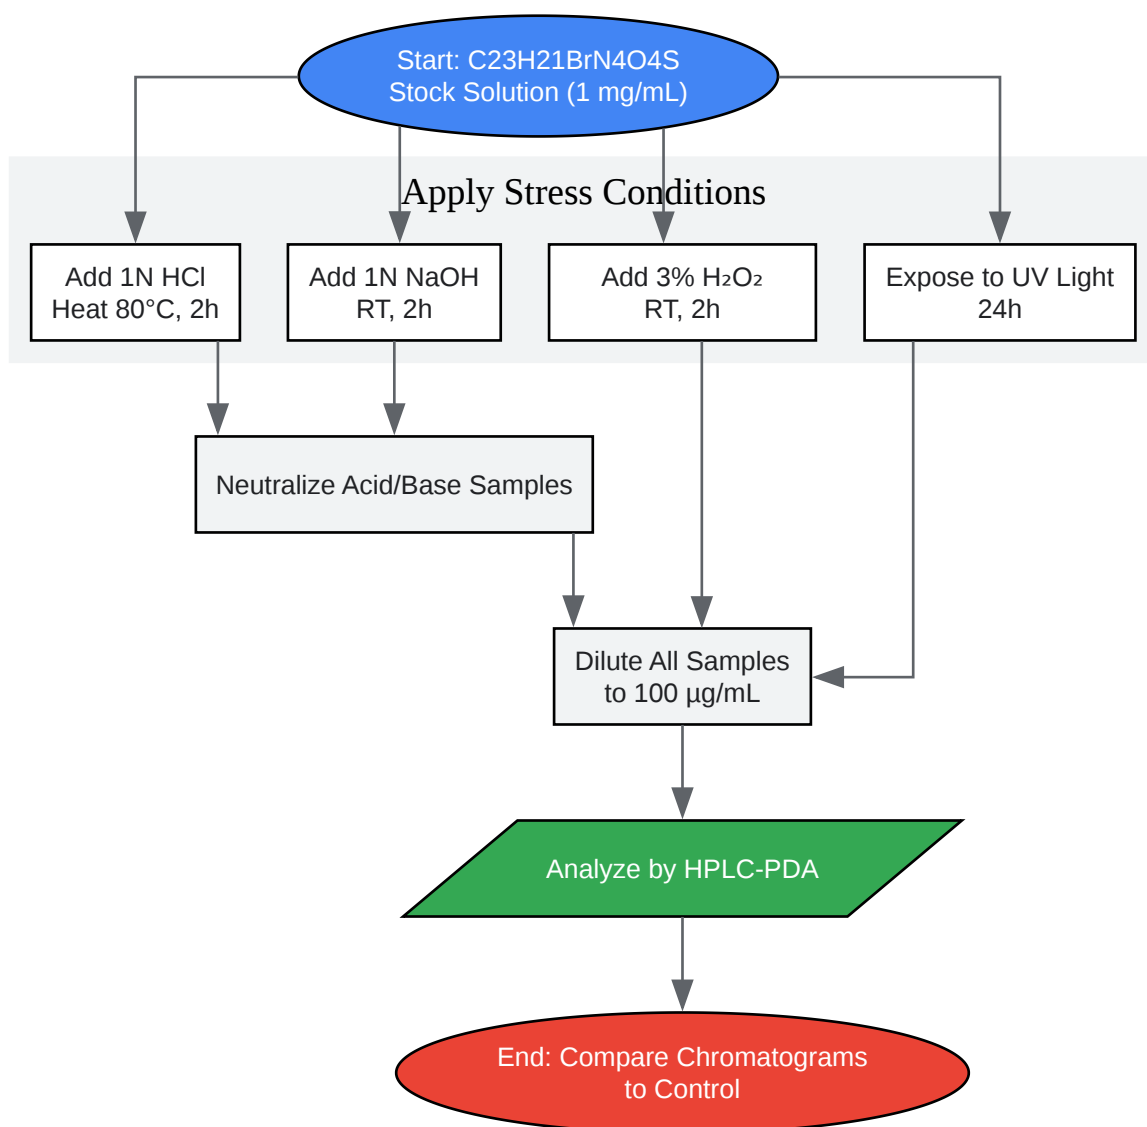 Start: C23H21BrN4O4S
Stock Solution (1 mg/mL)
Apply Stress Conditions
Add 1N HCl
Heat 80°C, 2h
Add 1N NaOH
RT, 2h
Add 3% H₂O₂
RT, 2h
Expose to UV Light
24h
Neutralize Acid/Base Samples
Dilute All Samples
to 100 µg/mL
Analyze by HPLC-PDA
End: Compare Chromatograms
to Control